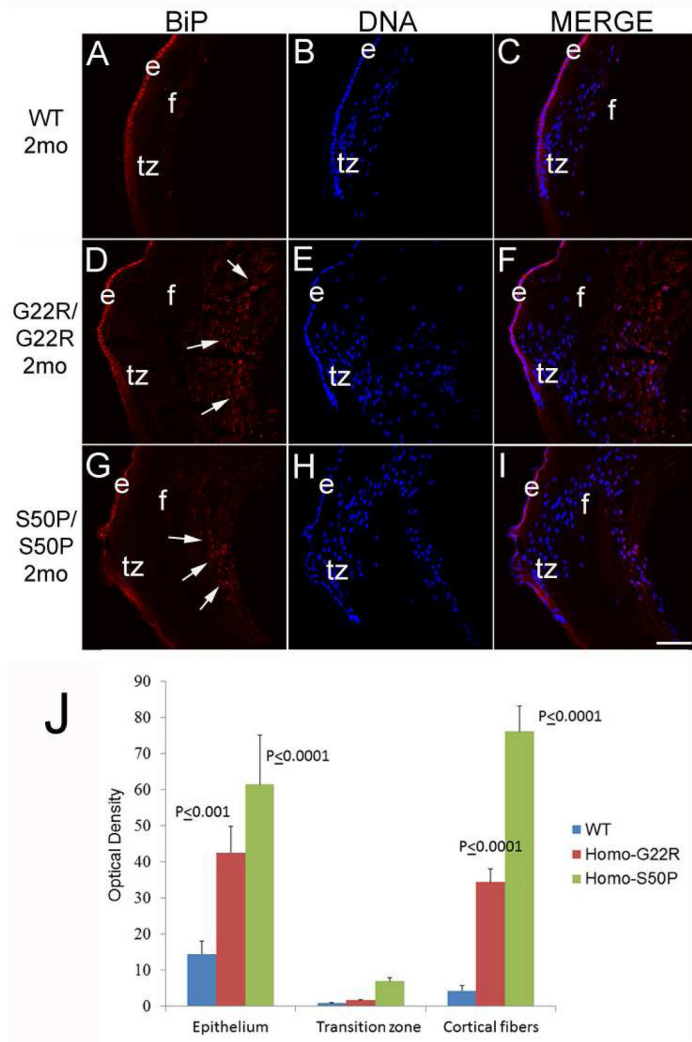 BiP DNA MERGE
WT
2mo
A e f tz
B tz
C e f tz
G22R/
G22R
2mo
D e f tz
E e tz
F e f tz
S50P/
S50P
2mo
G e f tz
H e tz
I e f tz
J
90
80
70
60
50
40
30
20
10
0
Optical Density
P≤0.001
P≤0.0001
P≤0.0001
P≤0.0001
Epithelium Transition zone Cortical fibers
WT
Homo-G22R
Homo-S50P